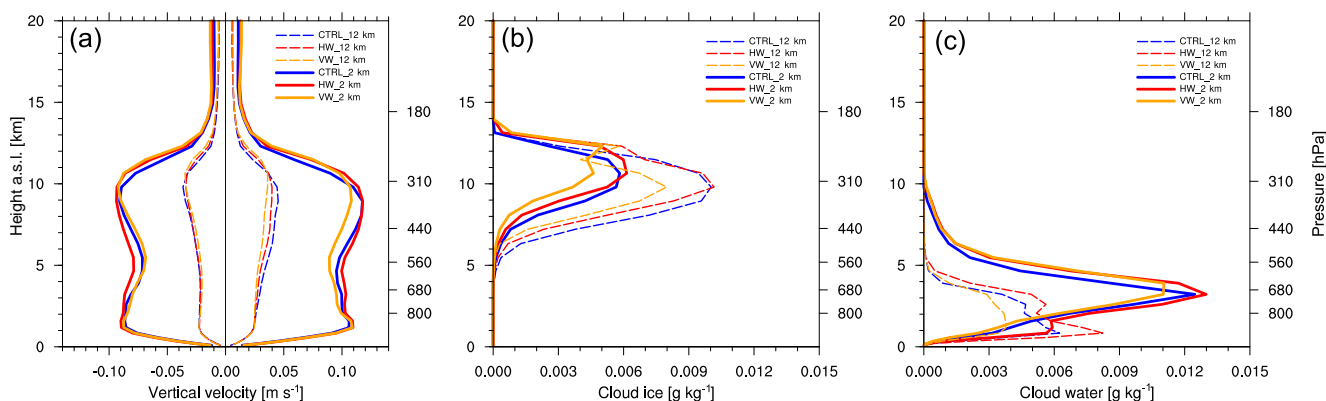 (a)
CTRL_12 km
HW_12 km
VW_12 km
CTRL_2 km
HW_2 km
VW_2 km
20
15
10
5
0
Height a.s.l. [km]
180
310
440
560
680
800
-0.10 -0.05 0.00 0.05 0.10
Vertical velocity [m s⁻¹]
(b)
CTRL_12 km
HW_12 km
VW_12 km
CTRL_2 km
HW_2 km
VW_2 km
20
15
10
5
0
180
310
440
560
680
800
0.000 0.003 0.006 0.009 0.012 0.015
Cloud ice [g kg⁻¹]
(c)
CTRL_12 km
HW_12 km
VW_12 km
CTRL_2 km
HW_2 km
VW_2 km
20
15
10
5
0
180
310
440
560
680
800
Pressure [hPa]
0.000 0.003 0.006 0.009 0.012 0.015
Cloud water [g kg⁻¹]